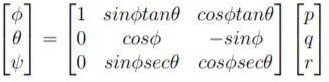 [ϕ] = [1 sinϕtanθ cosϕtanθ] [p]
[θ] = [0 cosϕ −sinϕ] [q]
[ψ] = [0 sinϕsecθ cosϕsecθ] [r]